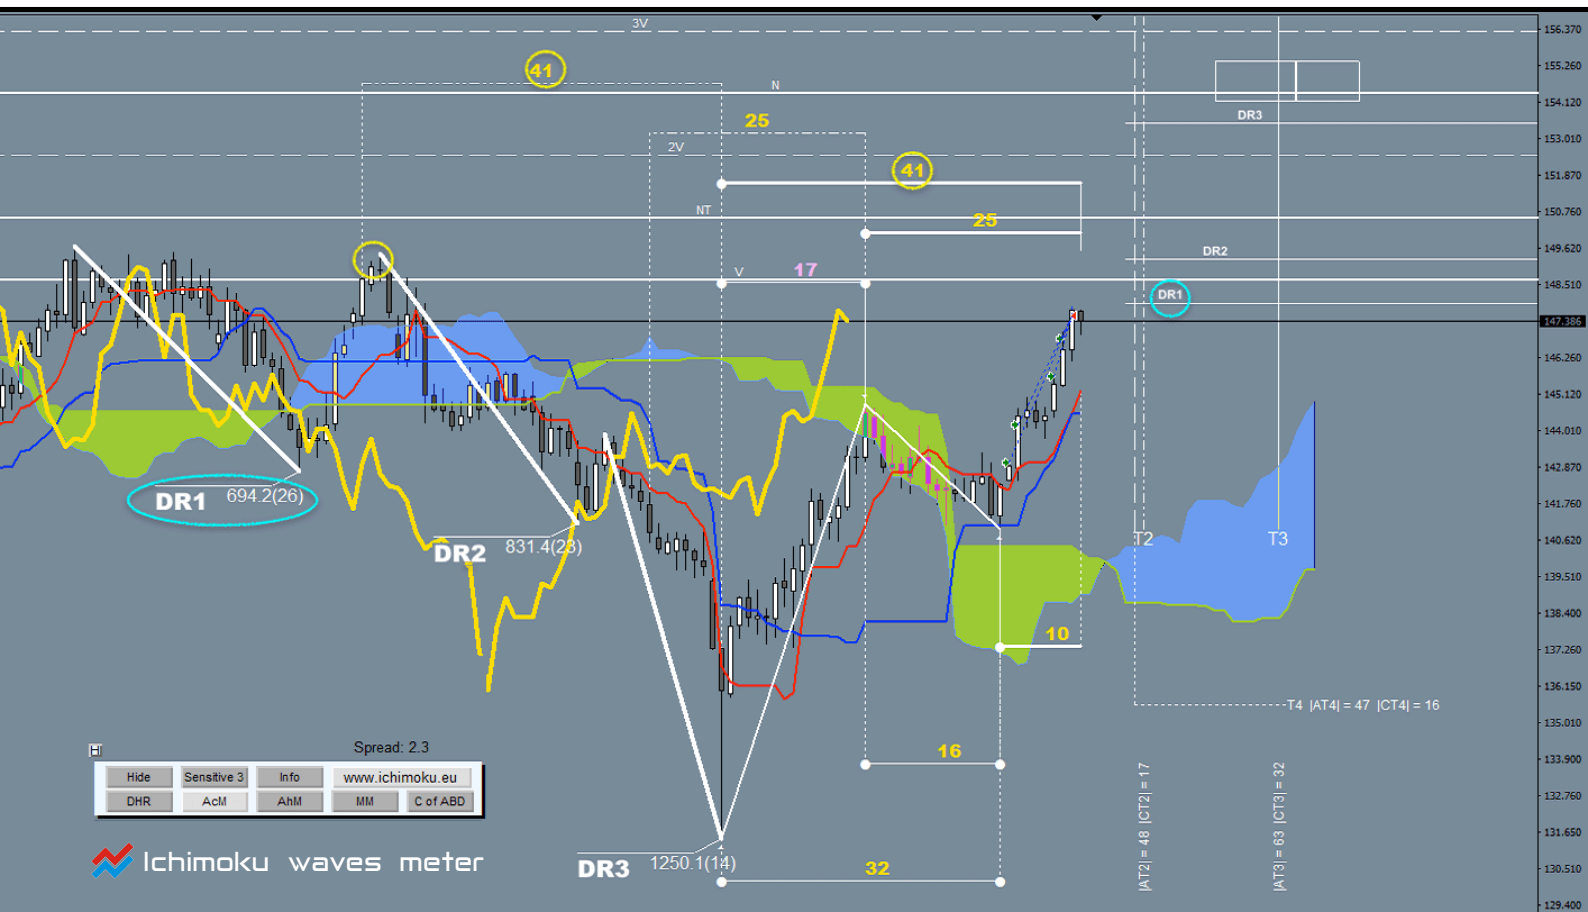 3V
156.370
41
155.260
N
154.120
DR3
25
153.010
2V
151.870
41
NT
150.760
25
149.620
DR2
V
17
148.510
DR1
147.386
146.260
145.120
144.010
142.870
694.2(26)
DR1
141.760
831.4(23)
DR2
T2
T3
140.620
139.510
138.400
10
137.260
136.150
T4 |AT4| = 47 |CT4| = 16
135.010
H
Spread: 2.3
16
133.900
Hide
Sensitive 3
Info
www.ichimoku.eu
DHR
AcM
AhM
MM
C of ABD
132.760
|AT2| = 48 |CT2| = 17
|AT3| = 63 |CT3| = 32
131.650
Ichimoku waves meter
DR3
1250.1(14)
32
130.510
129.400